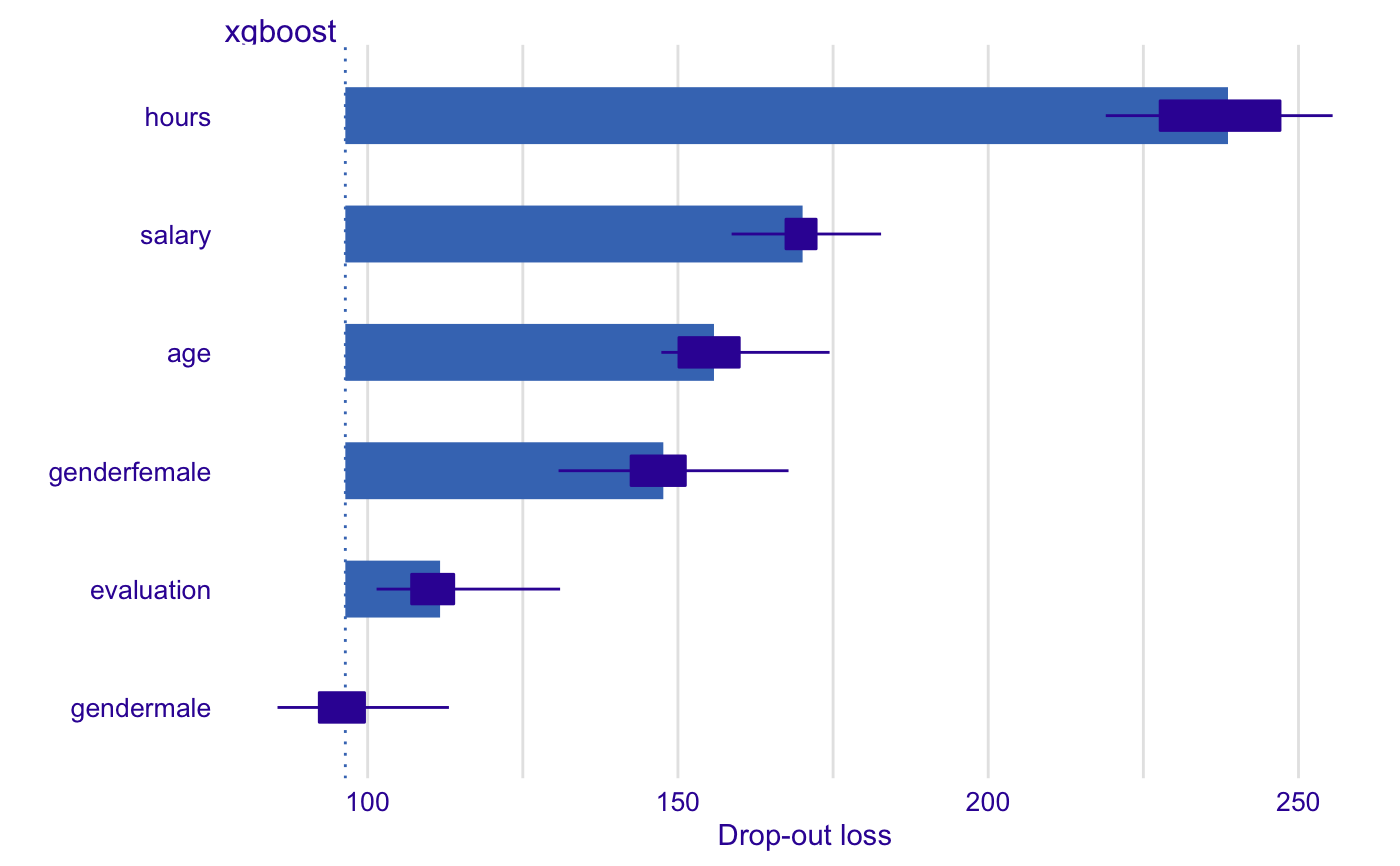 xgboost
hours
salary
age
genderfemale
evaluation
gendermale
100 150 200 250
Drop-out loss